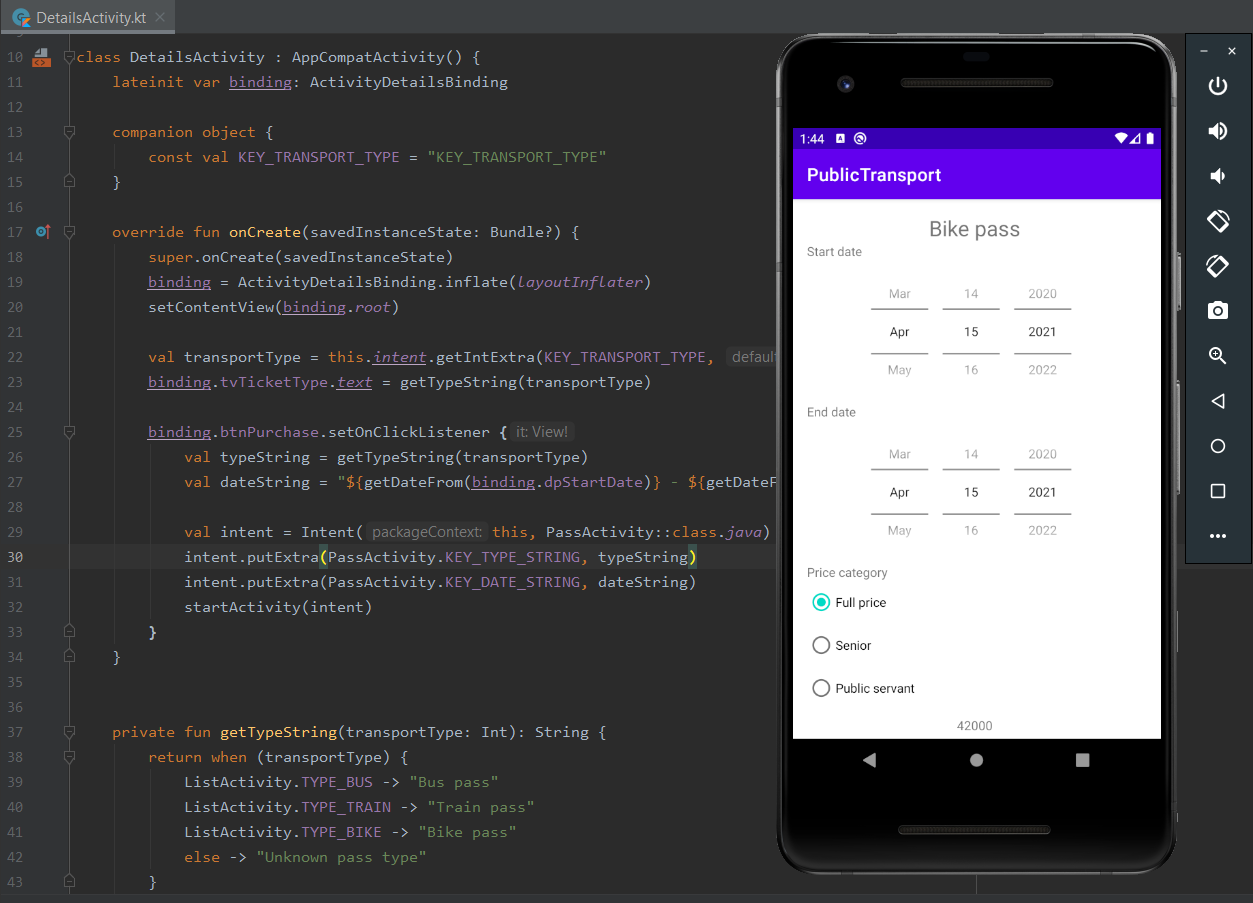 DetailsActivity.kt
10 class DetailsActivity : AppCompatActivity() {
11 lateinit var binding: ActivityDetailsBinding
12
13 companion object {
14 const val KEY_TRANSPORT_TYPE = "KEY_TRANSPORT_TYPE"
15 }
16
17 override fun onCreate(savedInstanceState: Bundle?) {
18 super.onCreate(savedInstanceState)
19 binding = ActivityDetailsBinding.inflate(layoutInflater)
20 setContentView(binding.root)
21
22 val transportType = this.intent.getIntExtra(KEY_TRANSPORT_TYPE, default
23 binding.tvTicketType.text = getTypeString(transportType)
24
25 binding.btnPurchase.setOnClickListener { it: View!
26 val typeString = getTypeString(transportType)
27 val dateString = "${getDateFrom(binding.dpStartDate)} - ${getDateF
28
29 val intent = Intent( packageContext: this, PassActivity::class.java)
30 intent.putExtra(PassActivity.KEY_TYPE_STRING, typeString)
31 intent.putExtra(PassActivity.KEY_DATE_STRING, dateString)
32 startActivity(intent)
33 }
34 }
35
36
37 private fun getTypeString(transportType: Int): String {
38 return when (transportType) {
39 ListActivity.TYPE_BUS -> "Bus pass"
40 ListActivity.TYPE_TRAIN -> "Train pass"
41 ListActivity.TYPE_BIKE -> "Bike pass"
42 else -> "Unknown pass type"
43 }
1:44
PublicTransport
Bike pass
Start date
Mar 14 2020
Apr 15 2021
May 16 2022
End date
Mar 14 2020
Apr 15 2021
May 16 2022
Price category
Full price
Senior
Public servant
42000